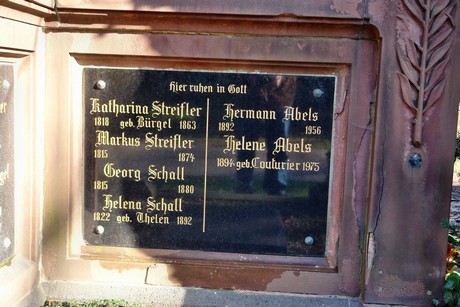 Hier ruhen in Gott
Katharina Streifler
1818 geb. Bürgel 1863
Markus Streifler
1815 1874
Georg Schall
1815 1880
Helena Schall
1822 geb. Thelen 1892
Hermann Abels
1892 1956
Helene Abels
1894 geb. Couturier 1975